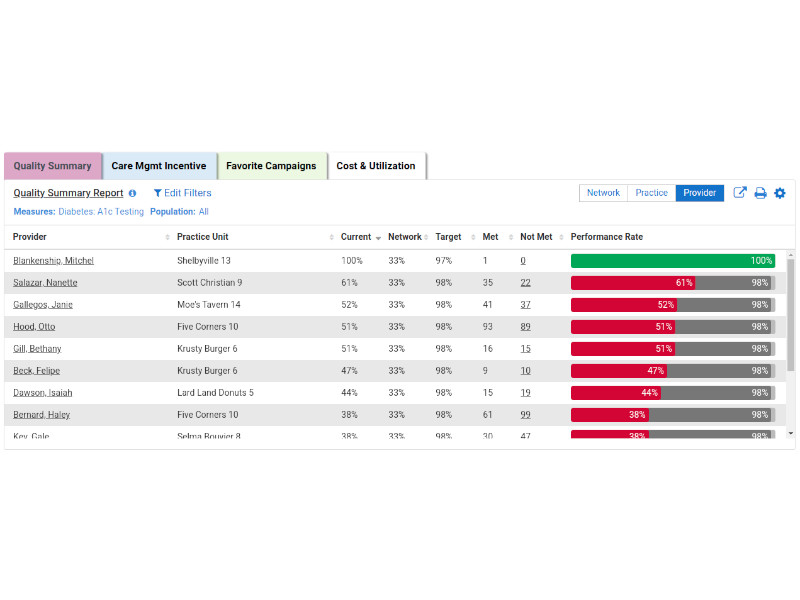 Quality Summary Care Mgmt Incentive Favorite Campaigns Cost & Utilization
Quality Summary Report Edit Filters Network Practice Provider
Measures: Diabetes: A1c Testing Population: All
Provider Practice Unit Current Network Target Met Not Met Performance Rate
Blankenship, Mitchel Shelbyville 13 100% 33% 97% 1 0 100%
Salazar, Nanette Scott Christian 9 61% 33% 98% 35 22 61% 98%
Gallegos, Janie Moe's Tavern 14 52% 33% 98% 41 37 52% 98%
Hood, Otto Five Corners 10 51% 33% 98% 93 89 51% 98%
Gill, Bethany Krusty Burger 6 51% 33% 98% 16 15 51% 98%
Beck, Felipe Krusty Burger 6 47% 33% 98% 9 10 47% 98%
Dawson, Isaiah Lard Land Donuts 5 44% 33% 98% 15 19 44% 98%
Bernard, Haley Five Corners 10 38% 33% 98% 61 99 38% 98%
Key, Gale Selma Bouvier 8 38% 33% 98% 30 47 38% 98%